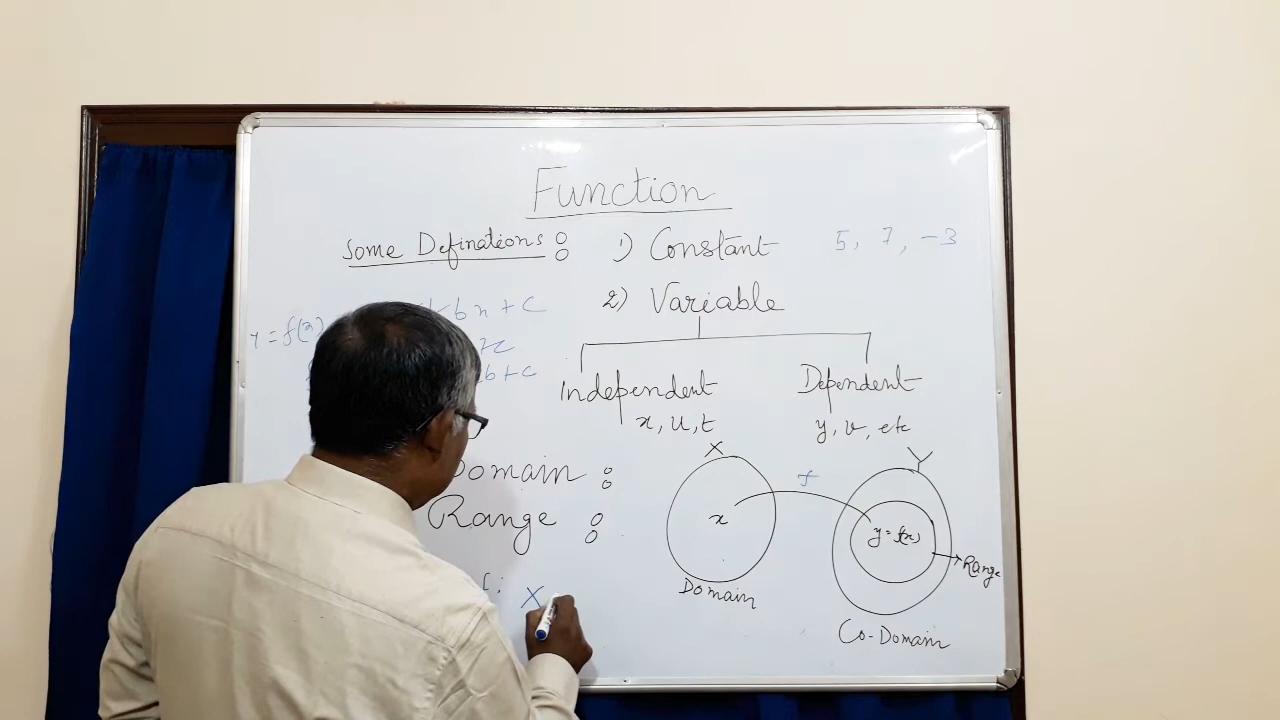 Function
Some Definations : 1) Constant 5, 7, -3
2) Variable
y = f(x) bx + c
b + c
Independent Dependent
x, u, t y, v, etc
Domain :
Range :
X f Y
x y = f(x)
Range
Domain
Co-Domain
f : X